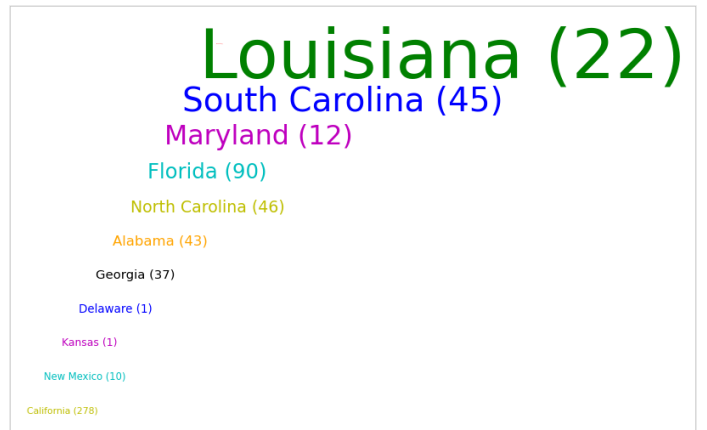 Louisiana (22)
South Carolina (45)
Maryland (12)
Florida (90)
North Carolina (46)
Alabama (43)
Georgia (37)
Delaware (1)
Kansas (1)
New Mexico (10)
California (278)